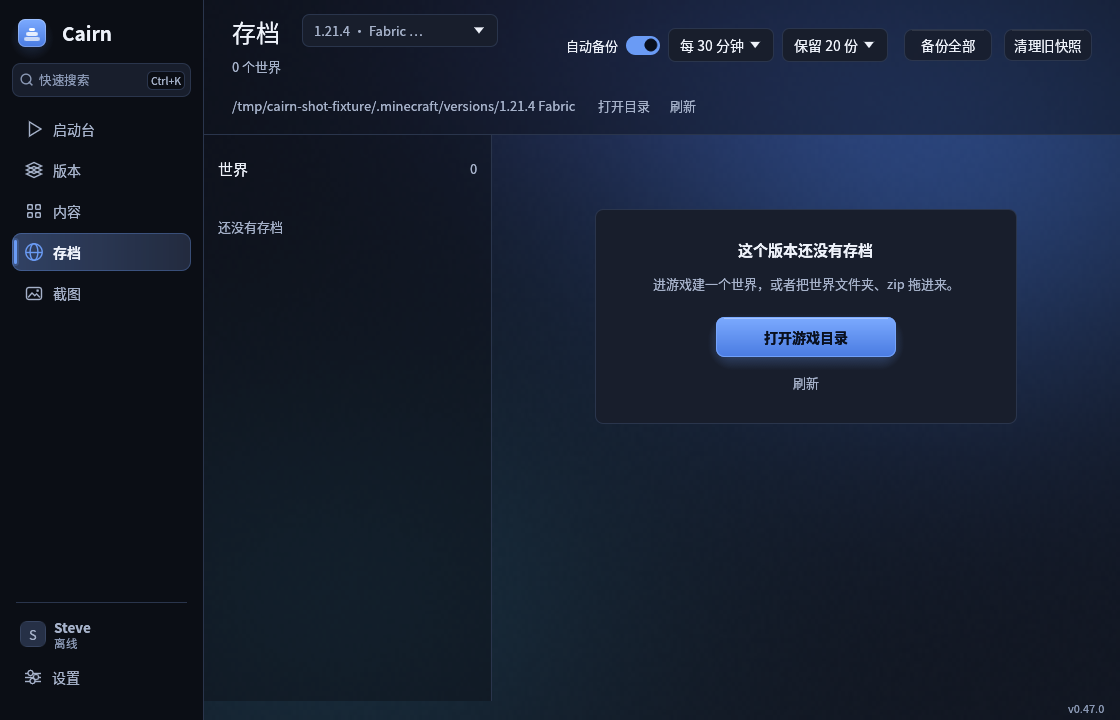 Cairn
快速搜索 Ctrl+K
启动台
版本
内容
存档
截图
S Steve
离线
设置
存档
1.21.4 • Fabric …
0 个世界
自动备份 每 30 分钟 保留 20 份 备份全部 清理旧快照
/tmp/cairn-shot-fixture/.minecraft/versions/1.21.4 Fabric 打开目录 刷新
世界 0
还没有存档
这个版本还没有存档
进游戏建一个世界，或者把世界文件夹、zip 拖进来。
打开游戏目录
刷新
v0.47.0